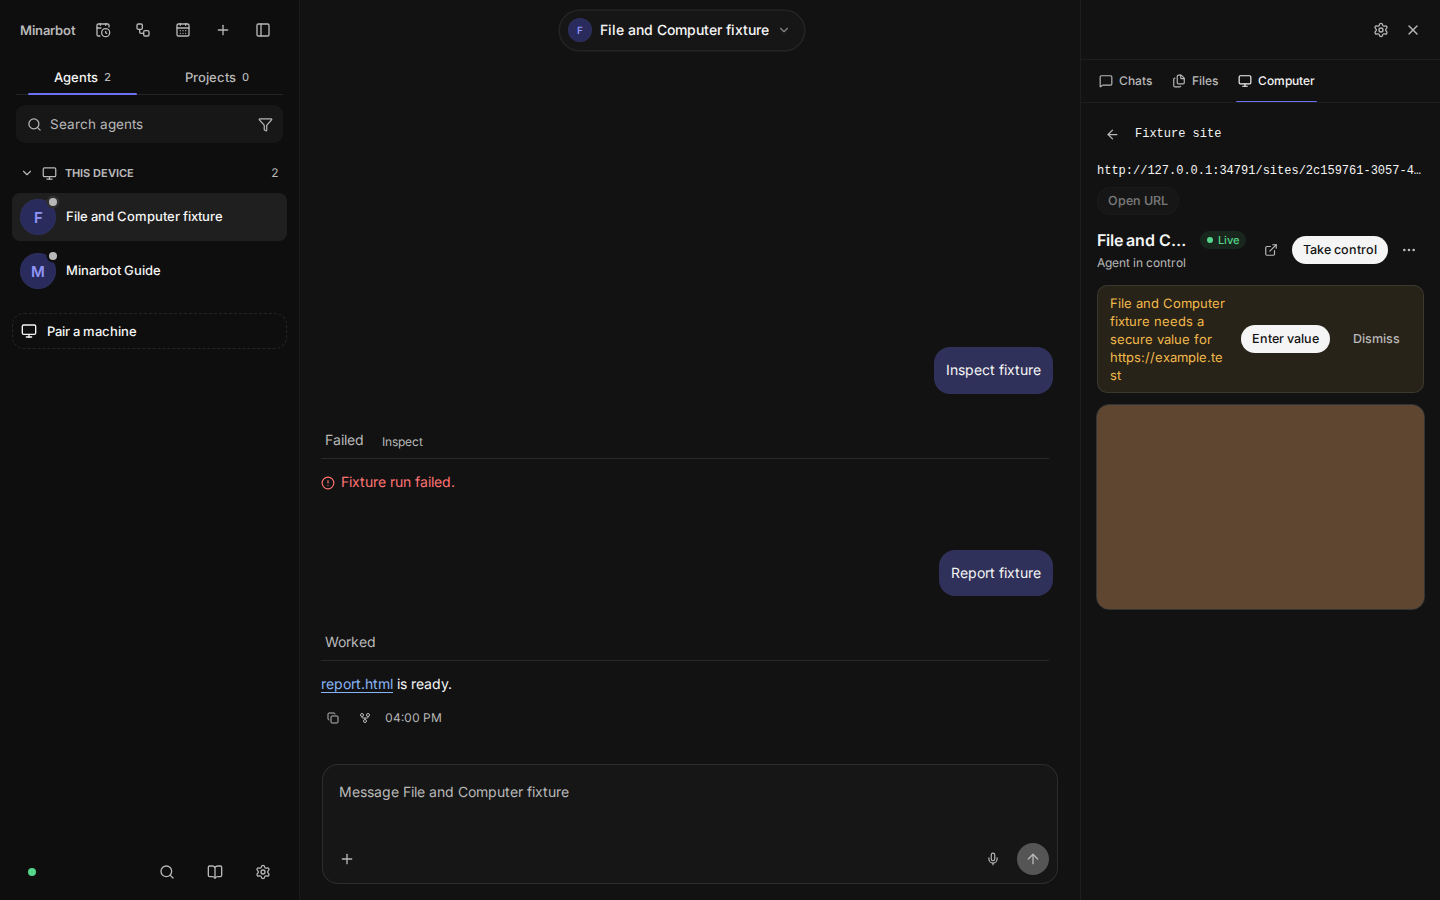 Minarbot
Agents 2
Projects 0
Search agents
THIS DEVICE 2
F File and Computer fixture
M Minarbot Guide
Pair a machine
F File and Computer fixture
Inspect fixture
Failed Inspect
Fixture run failed.
Report fixture
Worked
report.html is ready.
04:00 PM
Message File and Computer fixture
Chats Files Computer
Fixture site
http://127.0.0.1:34791/sites/2c159761-3057-4…
Open URL
File and C… Live
Agent in control
Take control
File and Computer
fixture needs a
secure value for
https://example.te
st
Enter value Dismiss